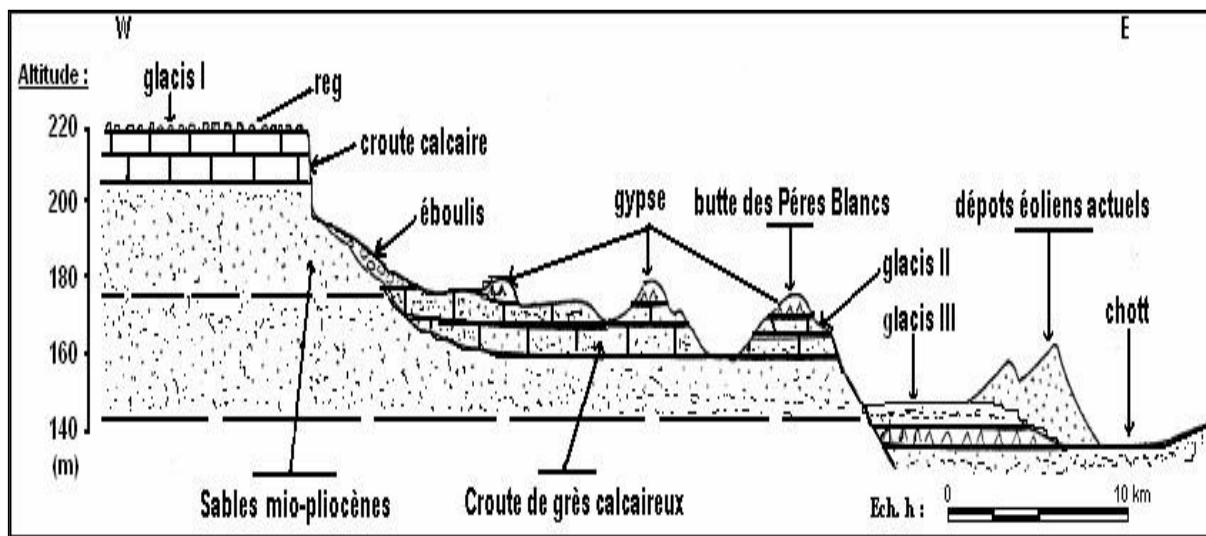 W
E
Altitude :
glacis I
reg
220
croute calcaire
200
éboulis
gypse
butte des Péres Blancs
dépots éoliens actuels
180
glacis II
glacis III
chott
160
140
(m)
Sables mio-pliocènes
Croute de grès calcaireux
Ech. h :
0
10 km